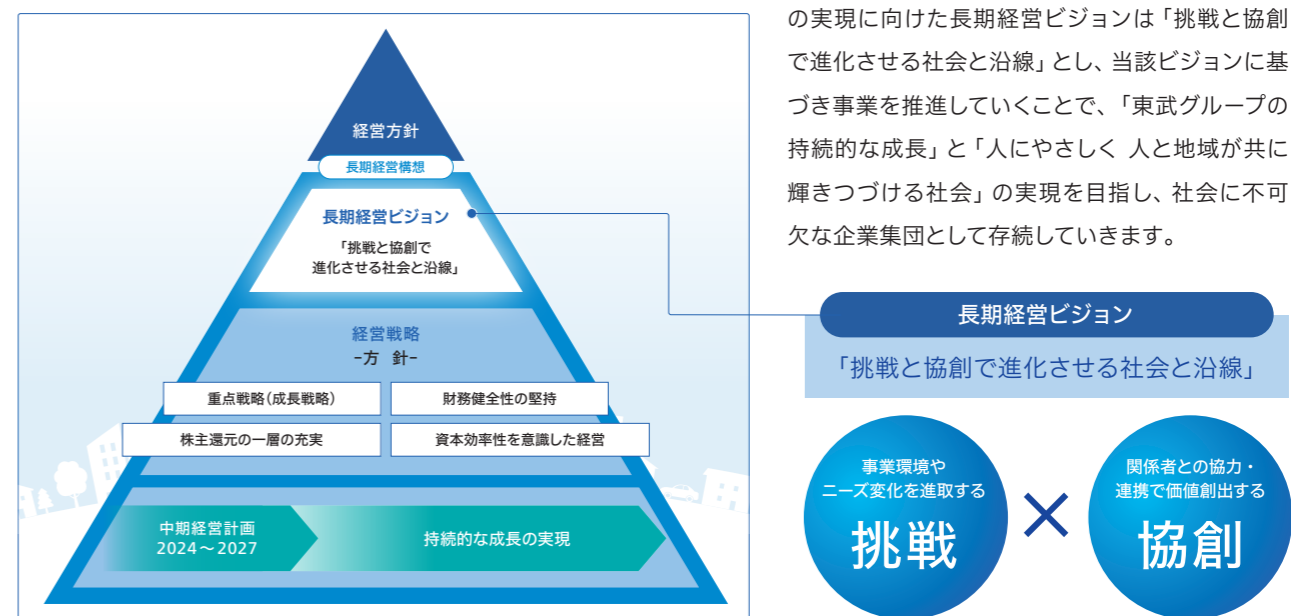 経営方針
長期経営構想
長期経営ビジョン
「挑戦と協創で
進化させる社会と沿線」
経営戦略
-方 針-
重点戦略(成長戦略)
財務健全性の堅持
株主還元の一層の充実
資本効率性を意識した経営
中期経営計画
2024～2027
持続的な成長の実現
の実現に向けた長期経営ビジョンは「挑戦と協創
で進化させる社会と沿線」とし、当該ビジョンに基
づき事業を推進していくことで、「東武グループの
持続的な成長」と「人にやさしく 人と地域が共に
輝きつづける社会」の実現を目指し、社会に不可
欠な企業集団として存続していきます。
長期経営ビジョン
「挑戦と協創で進化させる社会と沿線」
事業環境や
ニーズ変化を進取する
挑戦
×
関係者との協力・
連携で価値創出する
協創